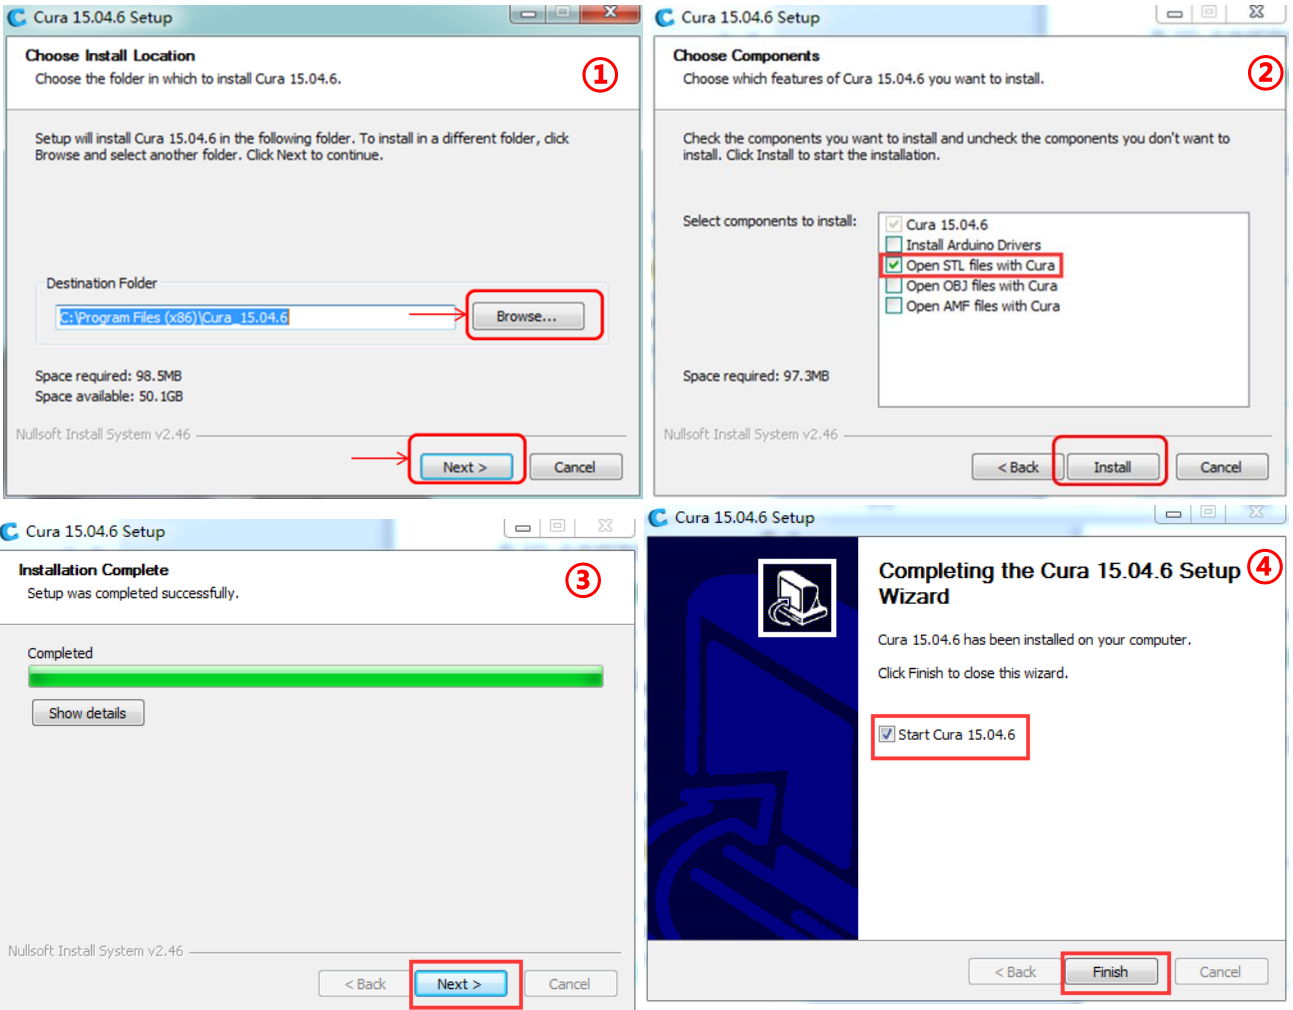 Cura 15.04.6 Setup
Choose Install Location
Choose the folder in which to install Cura 15.04.6.
①
Setup will install Cura 15.04.6 in the following folder. To install in a different folder, click
Browse and select another folder. Click Next to continue.
Destination Folder
C:\Program Files (x86)\Cura_15.04.6
Browse...
Space required: 98.5MB
Space available: 50.1GB
Nullsoft Install System v2.46
Next >
Cancel
Cura 15.04.6 Setup
Choose Components
Choose which features of Cura 15.04.6 you want to install.
②
Check the components you want to install and uncheck the components you don't want to
install. Click Install to start the installation.
Select components to install:
Cura 15.04.6
Install Arduino Drivers
Open STL files with Cura
Open OBJ files with Cura
Open AMF files with Cura
Space required: 97.3MB
Nullsoft Install System v2.46
< Back
Install
Cancel
Cura 15.04.6 Setup
Installation Complete
Setup was completed successfully.
③
Completed
Show details
Nullsoft Install System v2.46
< Back
Next >
Cancel
Cura 15.04.6 Setup
Completing the Cura 15.04.6 Setup
Wizard
④
Cura 15.04.6 has been installed on your computer.
Click Finish to close this wizard.
Start Cura 15.04.6
< Back
Finish
Cancel